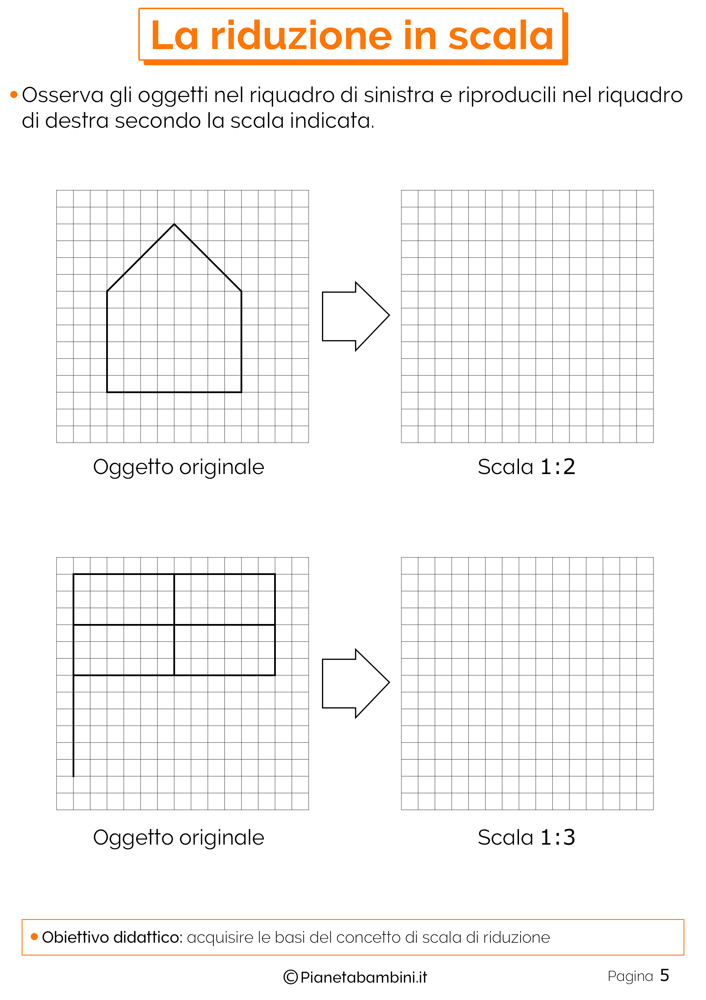 La riduzione in scala
• Osserva gli oggetti nel riquadro di sinistra e riproducili nel riquadro
di destra secondo la scala indicata.
Oggetto originale
Scala 1:2
Oggetto originale
Scala 1:3
• Obiettivo didattico: acquisire le basi del concetto di scala di riduzione
©Pianetabambini.it
Pagina 5